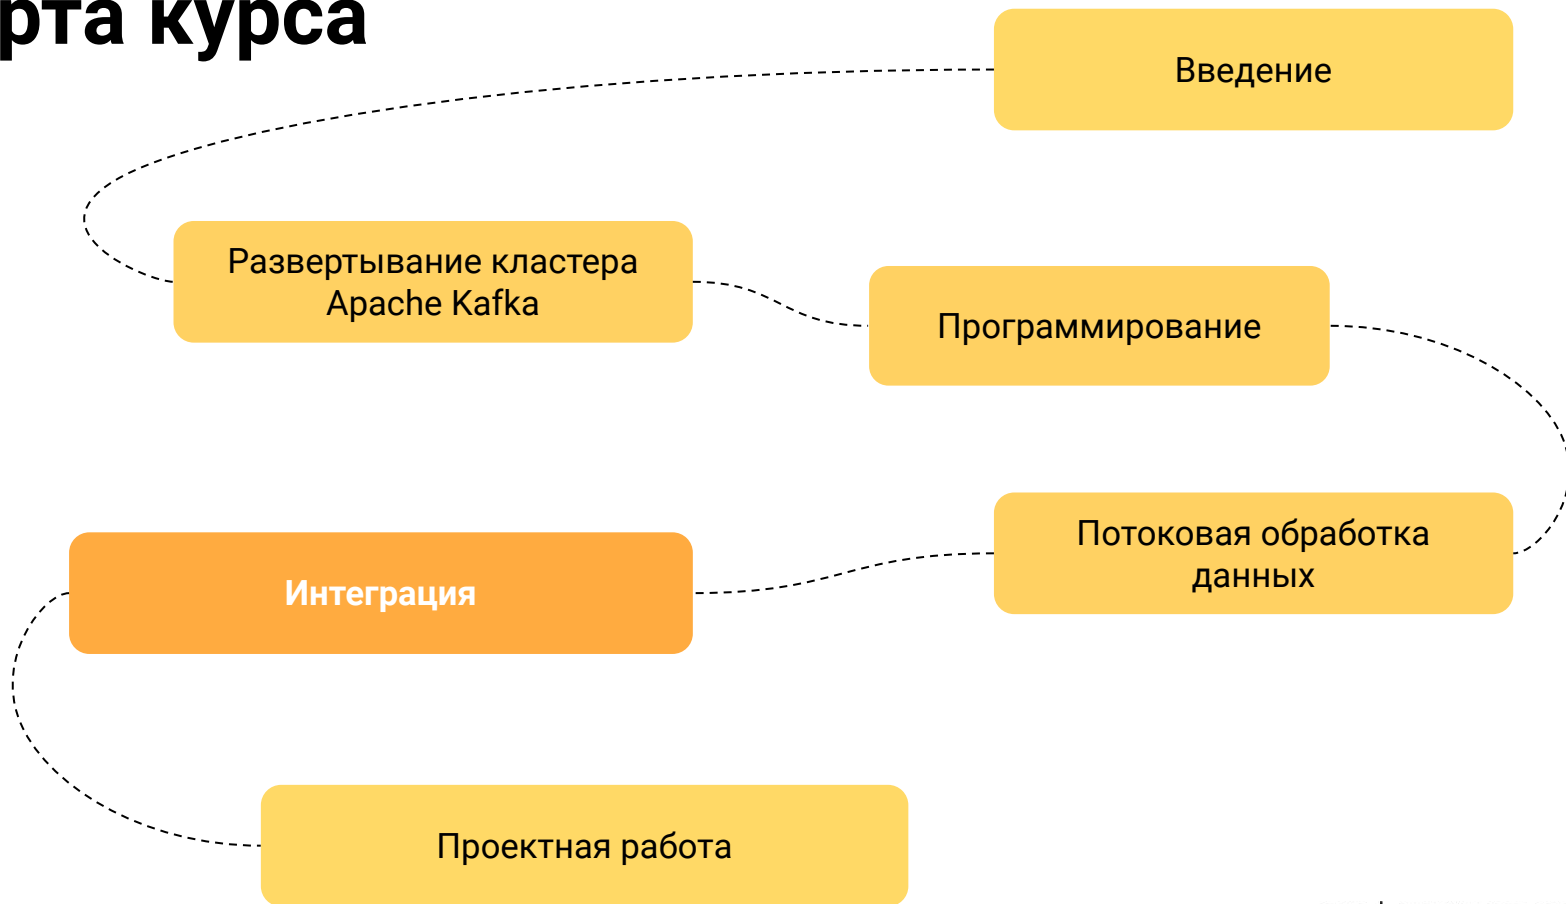 рта курса
Введение
Развертывание кластера
Apache Kafka
Программирование
Потоковая обработка
данных
Интеграция
Проектная работа